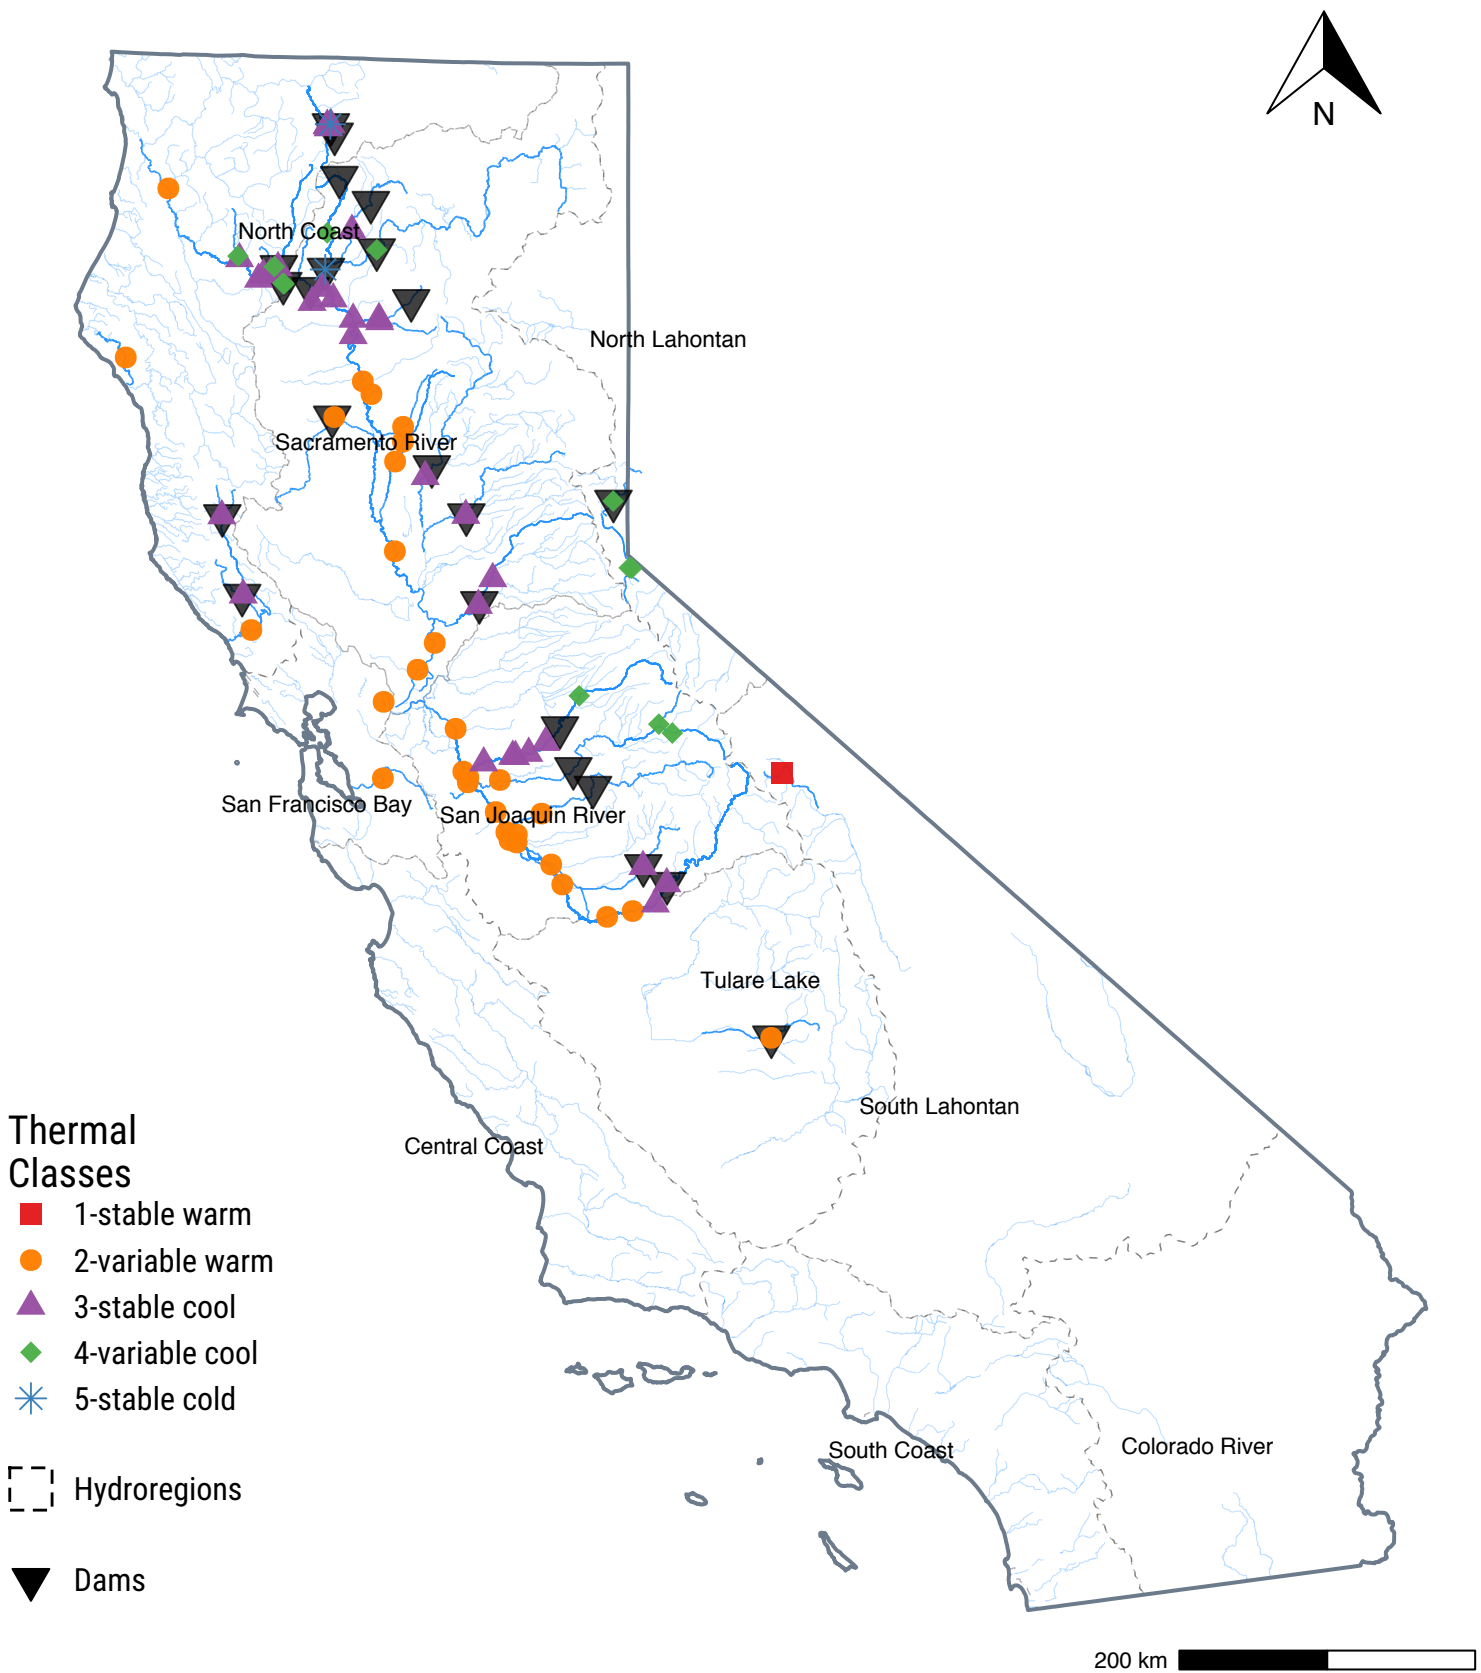 N
North Coast
North Lahontan
Sacramento River
San Francisco Bay
San Joaquin River
Tulare Lake
South Lahontan
Central Coast
South Coast
Colorado River
Thermal
Classes
1-stable warm
2-variable warm
3-stable cool
4-variable cool
5-stable cold
Hydroregions
Dams
200 km